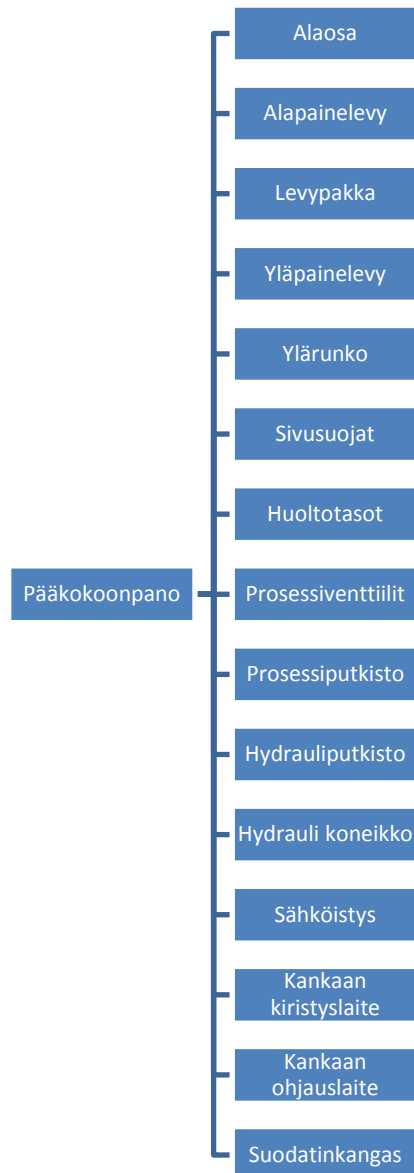 Alaosa
Alapainelevy
Levypakka
Yläpainelevy
Ylärunko
Sivusuojat
Huoltotasot
Pääkokoonpano
Prosessiventtiilit
Prosessiputkisto
Hydrauliputkisto
Hydrauli koneikko
Sähköistys
Kankaan
kiristyslaite
Kankaan
ohjauslaite
Suodatinkangas